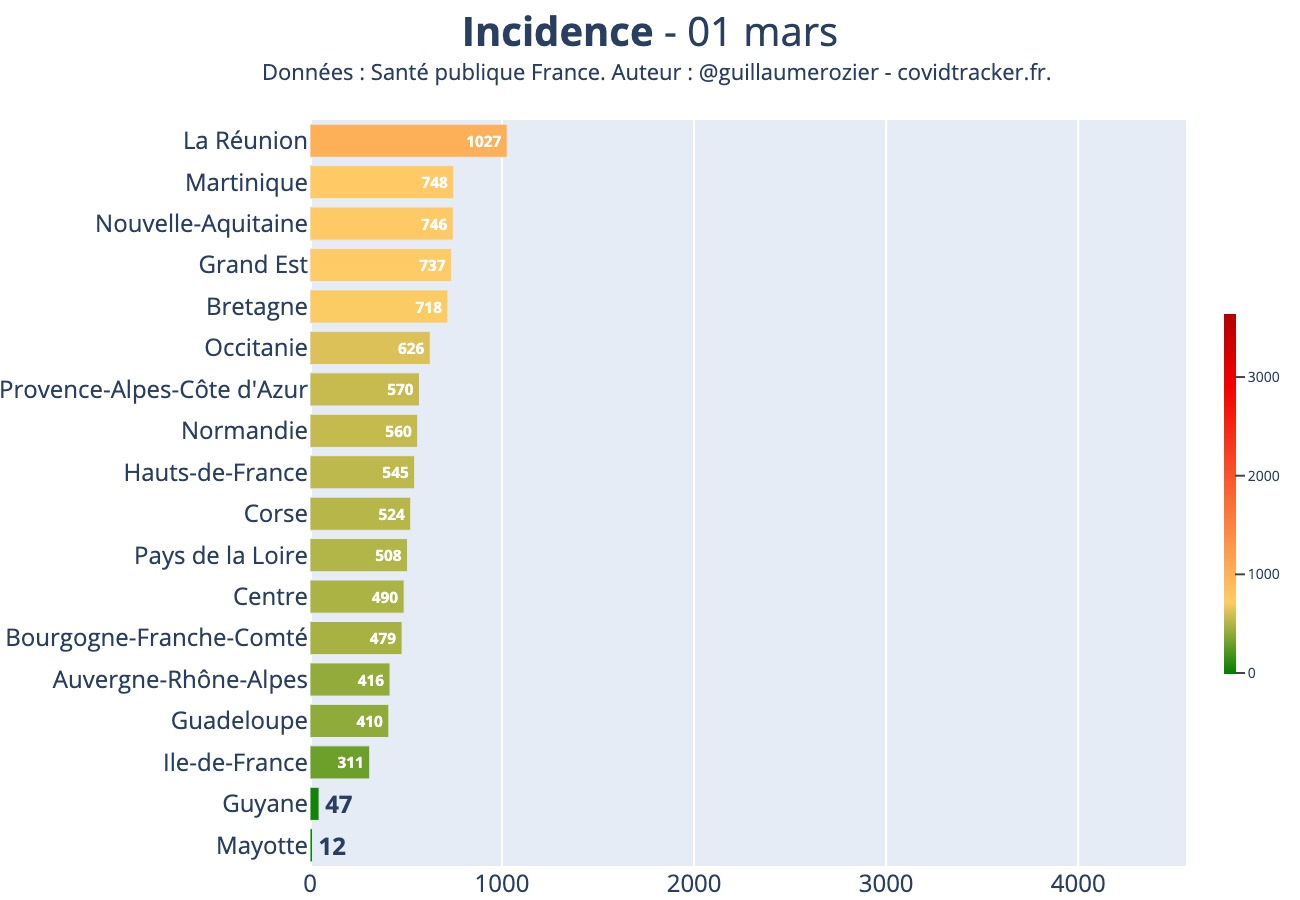 Incidence - 01 mars
Données : Santé publique France. Auteur : @guillaumerozier - covidtracker.fr.
La Réunion 1027
Martinique 748
Nouvelle-Aquitaine 746
Grand Est 737
Bretagne 718
Occitanie 626
Provence-Alpes-Côte d'Azur 570
Normandie 560
Hauts-de-France 545
Corse 524
Pays de la Loire 508
Centre 490
Bourgogne-Franche-Comté 479
Auvergne-Rhône-Alpes 416
Guadeloupe 410
Ile-de-France 311
Guyane 47
Mayotte 12
0 1000 2000 3000 4000
3000
2000
1000
0